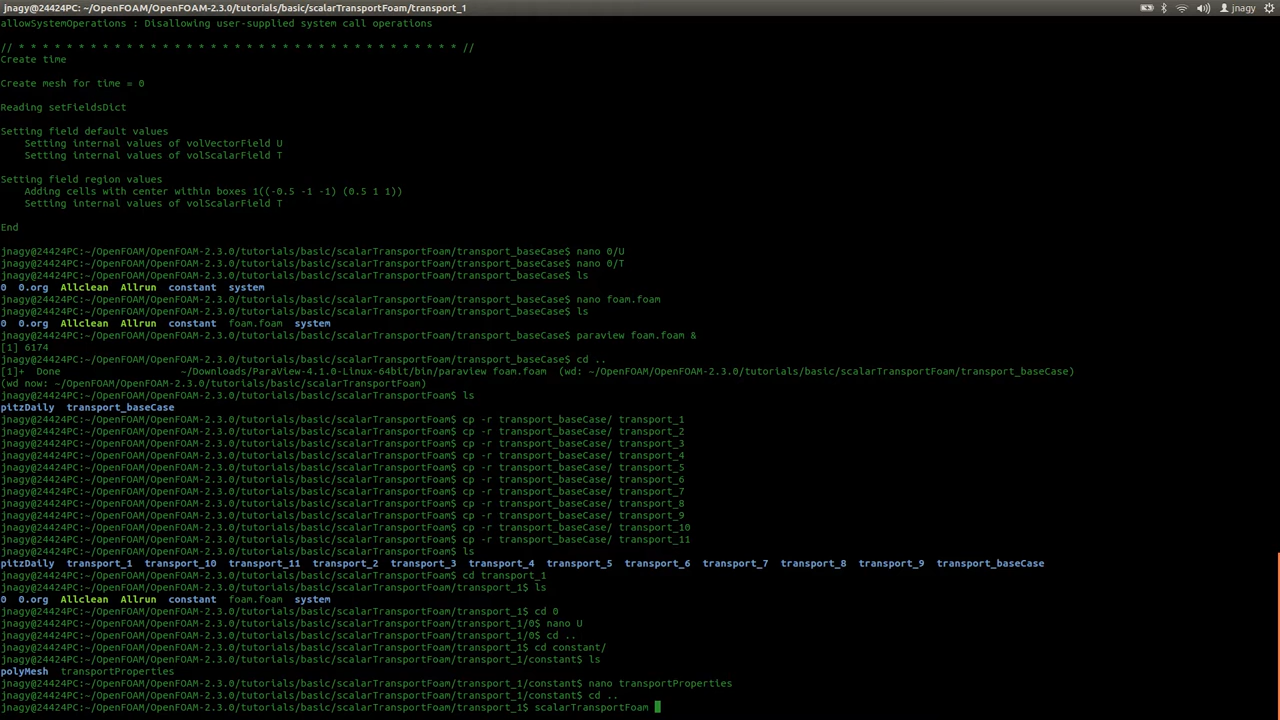 jnagy@24424PC: ~/OpenFOAM/OpenFOAM-2.3.0/tutorials/basic/scalarTransportFoam/transport_1
jnagy
allowSystemOperations : Disallowing user-supplied system call operations
// * * * * * * * * * * * * * * * * * * * * * * * * * * * * * * * * * * * * * //
Create time
Create mesh for time = 0
Reading setFieldsDict
Setting field default values
Setting internal values of volVectorField U
Setting internal values of volScalarField T
Setting field region values
Adding cells with center within boxes 1((-0.5 -1 -1) (0.5 1 1))
Setting internal values of volScalarField T
End
jnagy@24424PC:~/OpenFOAM/OpenFOAM-2.3.0/tutorials/basic/scalarTransportFoam/transport_baseCase$ nano 0/U
jnagy@24424PC:~/OpenFOAM/OpenFOAM-2.3.0/tutorials/basic/scalarTransportFoam/transport_baseCase$ nano 0/T
jnagy@24424PC:~/OpenFOAM/OpenFOAM-2.3.0/tutorials/basic/scalarTransportFoam/transport_baseCase$ ls
0 0.org Allclean Allrun constant system
jnagy@24424PC:~/OpenFOAM/OpenFOAM-2.3.0/tutorials/basic/scalarTransportFoam/transport_baseCase$ nano foam.foam
jnagy@24424PC:~/OpenFOAM/OpenFOAM-2.3.0/tutorials/basic/scalarTransportFoam/transport_baseCase$ ls
0 0.org Allclean Allrun constant foam.foam system
jnagy@24424PC:~/OpenFOAM/OpenFOAM-2.3.0/tutorials/basic/scalarTransportFoam/transport_baseCase$ paraview foam.foam &
[1] 6174
jnagy@24424PC:~/OpenFOAM/OpenFOAM-2.3.0/tutorials/basic/scalarTransportFoam/transport_baseCase$ cd ..
[1]+ Done ~/Downloads/ParaView-4.1.0-Linux-64bit/bin/paraview foam.foam (wd: ~/OpenFOAM/OpenFOAM-2.3.0/tutorials/basic/scalarTransportFoam/transport_baseCase)
(wd now: ~/OpenFOAM/OpenFOAM-2.3.0/tutorials/basic/scalarTransportFoam)
jnagy@24424PC:~/OpenFOAM/OpenFOAM-2.3.0/tutorials/basic/scalarTransportFoam$ ls
pitzDaily transport_baseCase
jnagy@24424PC:~/OpenFOAM/OpenFOAM-2.3.0/tutorials/basic/scalarTransportFoam$ cp -r transport_baseCase/ transport_1
jnagy@24424PC:~/OpenFOAM/OpenFOAM-2.3.0/tutorials/basic/scalarTransportFoam$ cp -r transport_baseCase/ transport_2
jnagy@24424PC:~/OpenFOAM/OpenFOAM-2.3.0/tutorials/basic/scalarTransportFoam$ cp -r transport_baseCase/ transport_3
jnagy@24424PC:~/OpenFOAM/OpenFOAM-2.3.0/tutorials/basic/scalarTransportFoam$ cp -r transport_baseCase/ transport_4
jnagy@24424PC:~/OpenFOAM/OpenFOAM-2.3.0/tutorials/basic/scalarTransportFoam$ cp -r transport_baseCase/ transport_5
jnagy@24424PC:~/OpenFOAM/OpenFOAM-2.3.0/tutorials/basic/scalarTransportFoam$ cp -r transport_baseCase/ transport_6
jnagy@24424PC:~/OpenFOAM/OpenFOAM-2.3.0/tutorials/basic/scalarTransportFoam$ cp -r transport_baseCase/ transport_7
jnagy@24424PC:~/OpenFOAM/OpenFOAM-2.3.0/tutorials/basic/scalarTransportFoam$ cp -r transport_baseCase/ transport_8
jnagy@24424PC:~/OpenFOAM/OpenFOAM-2.3.0/tutorials/basic/scalarTransportFoam$ cp -r transport_baseCase/ transport_9
jnagy@24424PC:~/OpenFOAM/OpenFOAM-2.3.0/tutorials/basic/scalarTransportFoam$ cp -r transport_baseCase/ transport_10
jnagy@24424PC:~/OpenFOAM/OpenFOAM-2.3.0/tutorials/basic/scalarTransportFoam$ cp -r transport_baseCase/ transport_11
jnagy@24424PC:~/OpenFOAM/OpenFOAM-2.3.0/tutorials/basic/scalarTransportFoam$ ls
pitzDaily transport_1 transport_10 transport_11 transport_2 transport_3 transport_4 transport_5 transport_6 transport_7 transport_8 transport_9 transport_baseCase
jnagy@24424PC:~/OpenFOAM/OpenFOAM-2.3.0/tutorials/basic/scalarTransportFoam$ cd transport_1
jnagy@24424PC:~/OpenFOAM/OpenFOAM-2.3.0/tutorials/basic/scalarTransportFoam/transport_1$ ls
0 0.org Allclean Allrun constant foam.foam system
jnagy@24424PC:~/OpenFOAM/OpenFOAM-2.3.0/tutorials/basic/scalarTransportFoam/transport_1$ cd 0
jnagy@24424PC:~/OpenFOAM/OpenFOAM-2.3.0/tutorials/basic/scalarTransportFoam/transport_1/0$ nano U
jnagy@24424PC:~/OpenFOAM/OpenFOAM-2.3.0/tutorials/basic/scalarTransportFoam/transport_1/0$ cd ..
jnagy@24424PC:~/OpenFOAM/OpenFOAM-2.3.0/tutorials/basic/scalarTransportFoam/transport_1$ cd constant/
jnagy@24424PC:~/OpenFOAM/OpenFOAM-2.3.0/tutorials/basic/scalarTransportFoam/transport_1/constant$ ls
polyMesh transportProperties
jnagy@24424PC:~/OpenFOAM/OpenFOAM-2.3.0/tutorials/basic/scalarTransportFoam/transport_1/constant$ nano transportProperties
jnagy@24424PC:~/OpenFOAM/OpenFOAM-2.3.0/tutorials/basic/scalarTransportFoam/transport_1/constant$ cd ..
jnagy@24424PC:~/OpenFOAM/OpenFOAM-2.3.0/tutorials/basic/scalarTransportFoam/transport_1$ scalarTransportFoam